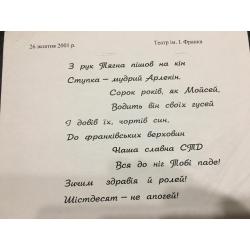 26 жовтня 2001 р.
Театр ім. І. Франка
З рук Тягна пішов на кін
Ступка – мудрий Арлекін.
Сорок років, як Мойсей,
Водить він своїх гусей
І довів їх, чортів син,
До франківських верховин
Наша славна СТД
Вся до ніг Тобі паде!
Зичим здравія й ролей!
Шістдесят – не апогей!